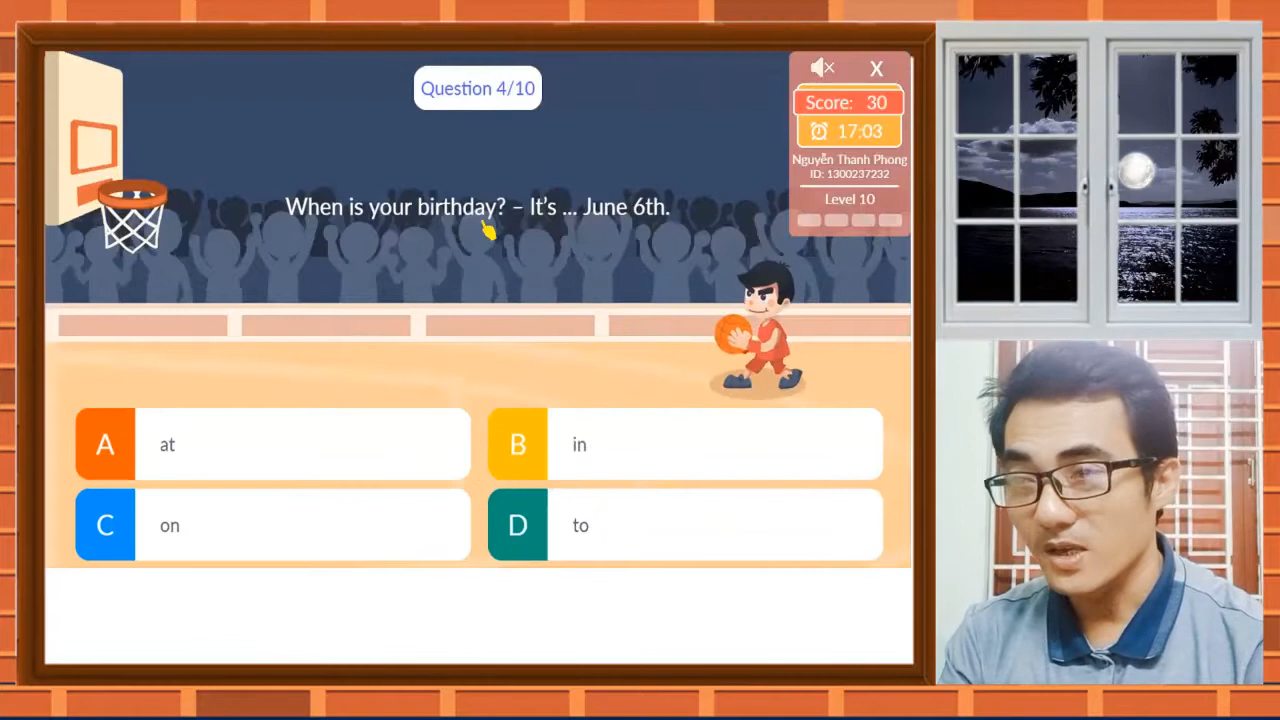 Question 4/10
X
Score: 30
17:03
Nguyễn Thanh Phong
ID: 1300237232
Level 10
When is your birthday? – It's ... June 6th.
A at
B in
C on
D to